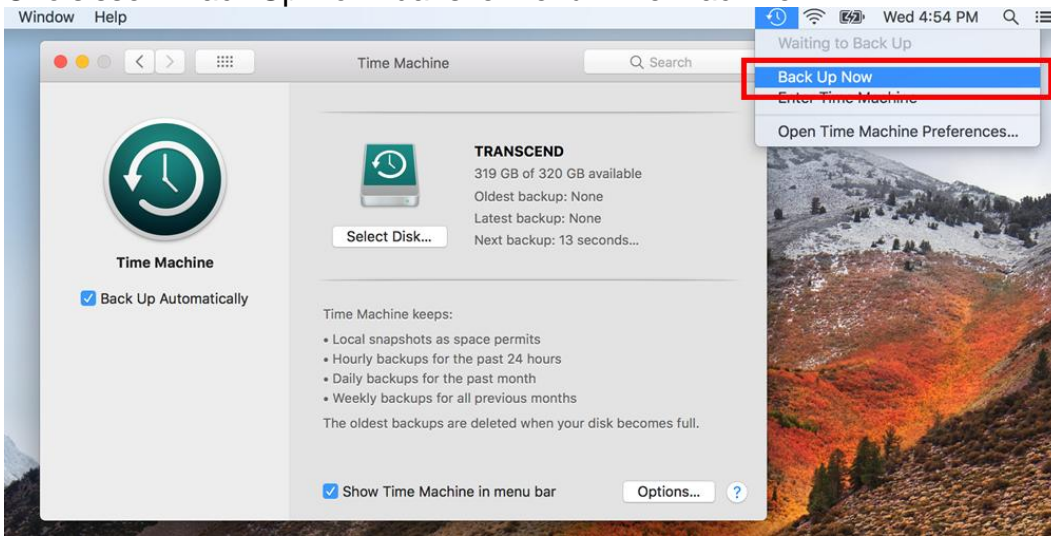 Window Help
Wed 4:54 PM
Time Machine
Search
Waiting to Back Up
Back Up Now
Enter Time Machine
Open Time Machine Preferences...
TRANSCEND
319 GB of 320 GB available
Oldest backup: None
Latest backup: None
Next backup: 13 seconds...
Select Disk...
Time Machine
Back Up Automatically
Time Machine keeps:
• Local snapshots as space permits
• Hourly backups for the past 24 hours
• Daily backups for the past month
• Weekly backups for all previous months
The oldest backups are deleted when your disk becomes full.
Show Time Machine in menu bar
Options...
?